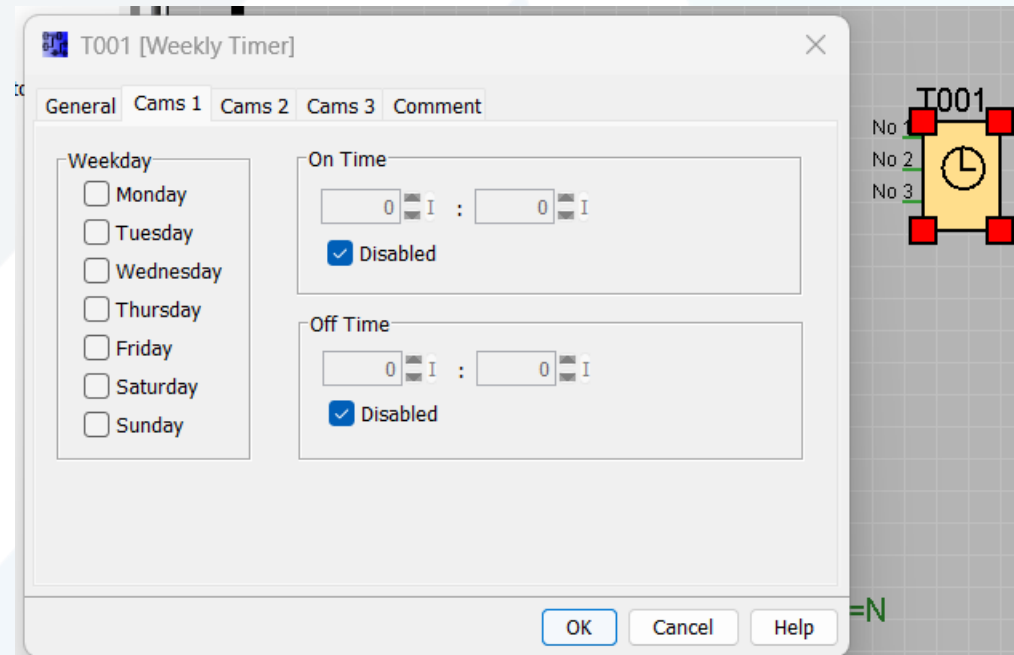 T001 [Weekly Timer]
General Cams 1 Cams 2 Cams 3 Comment
Weekday
Monday
Tuesday
Wednesday
Thursday
Friday
Saturday
Sunday
On Time
0 : 0
Disabled
Off Time
0 : 0
Disabled
OK Cancel Help
T001
No 1
No 2
No 3
=N